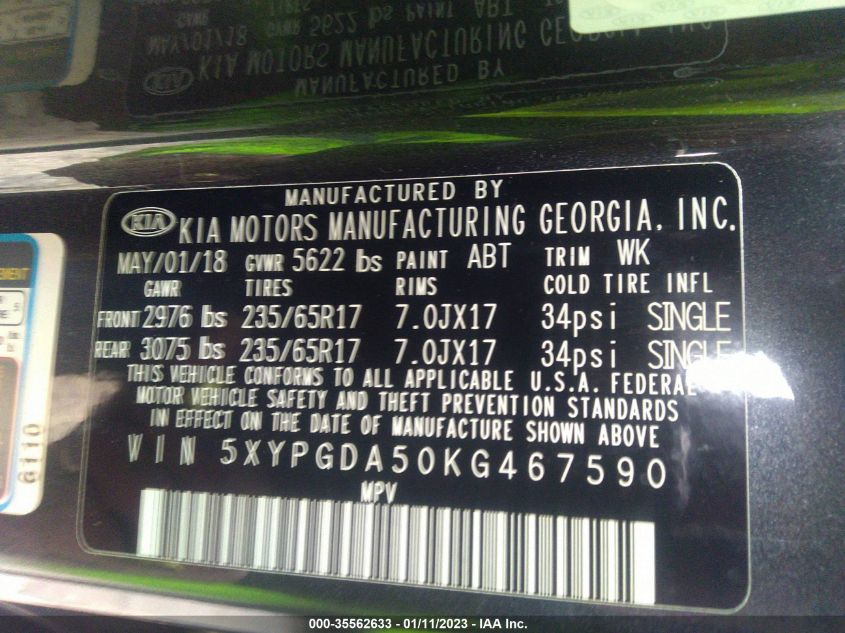 MANUFACTURED BY
KIA KIA MOTORS MANUFACTURING GEORGIA, INC.
MAY/01/18 GVWR 5622 lbs PAINT ABT TRIM WK
GAWR TIRES RIMS COLD TIRE INFL
FRONT 2976 lbs 235/65R17 7.0JX17 34psi SINGLE
REAR 3075 lbs 235/65R17 7.0JX17 34psi SINGLE
THIS VEHICLE CONFORMS TO ALL APPLICABLE U.S.A. FEDERAL
MOTOR VEHICLE SAFETY AND THEFT PREVENTION STANDARDS
IN EFFECT ON THE DATE OF MANUFACTURE SHOWN ABOVE
VIN 5XYPGDA50KG467590
MPV
G110
000-35562633 - 01/11/2023 - IAA Inc.